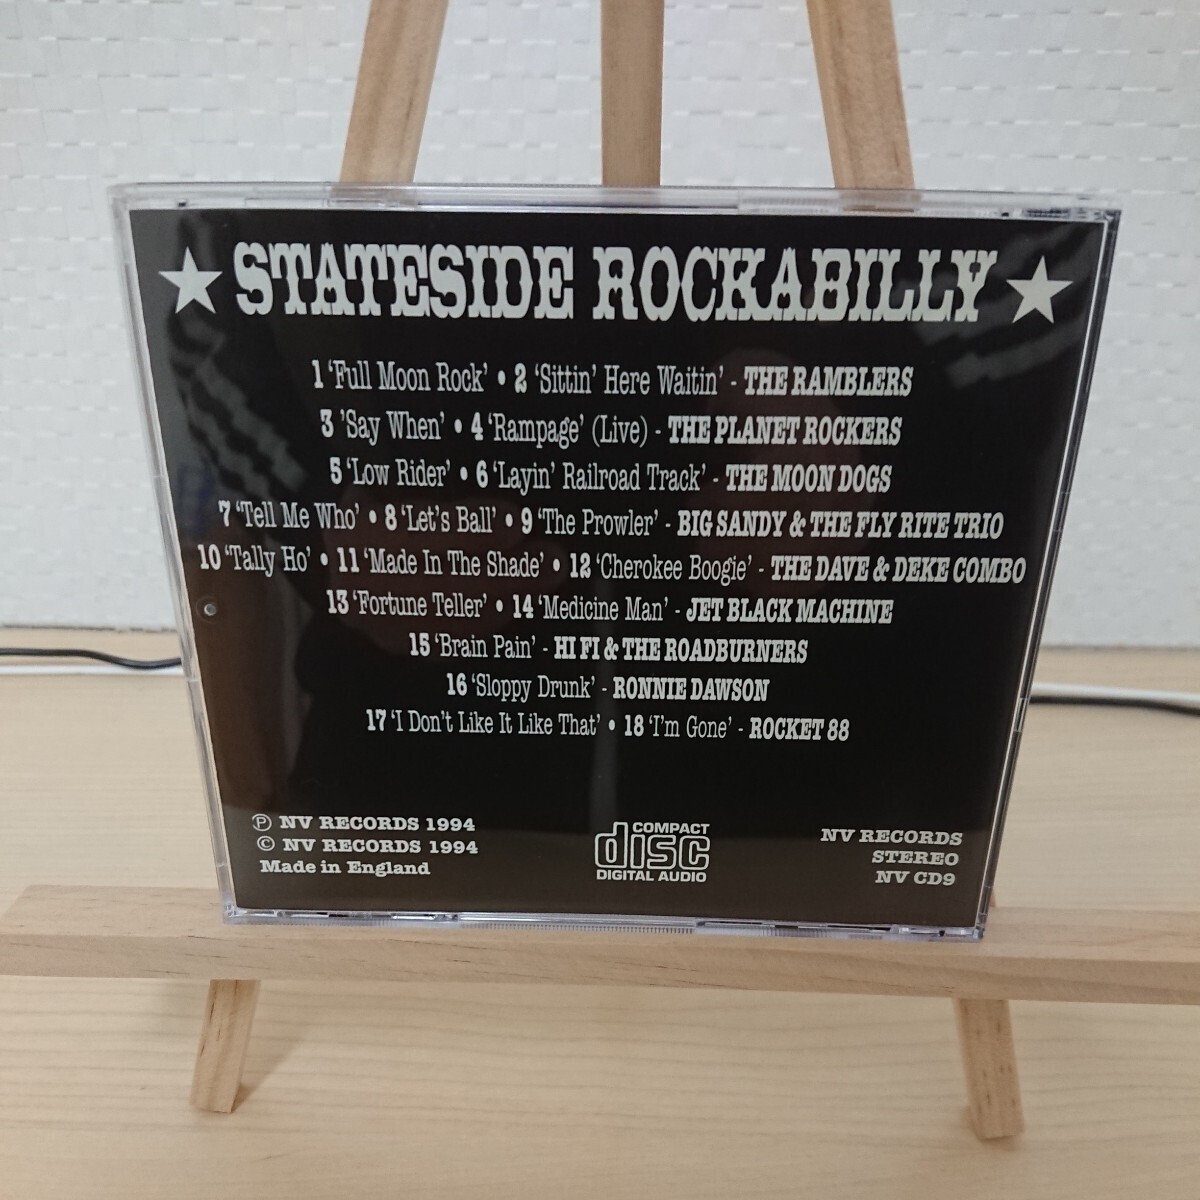 ★ STATESIDE ROCKABILLY ★
1 'Full Moon Rock' • 2 'Sittin' Here Waitin' - THE RAMBLERS
3 'Say When' • 4 'Rampage' (Live) - THE PLANET ROCKERS
5 'Low Rider' • 6 'Layin' Railroad Track' - THE MOON DOGS
7 'Tell Me Who' • 8 'Let's Ball' • 9 'The Prowler' - BIG SANDY & THE FLY RITE TRIO
10 'Tally Ho' • 11 'Made In The Shade' • 12 'Cherokee Boogie' - THE DAVE & DEKE COMBO
13 'Fortune Teller' • 14 'Medicine Man' - JET BLACK MACHINE
15 'Brain Pain' - HI FI & THE ROADBURNERS
16 'Sloppy Drunk' - RONNIE DAWSON
17 'I Don't Like It Like That' • 18 'I'm Gone' - ROCKET 88
Ⓟ NV RECORDS 1994
© NV RECORDS 1994
Made in England
COMPACT
disc
DIGITAL AUDIO
NV RECORDS
STEREO
NV CD9